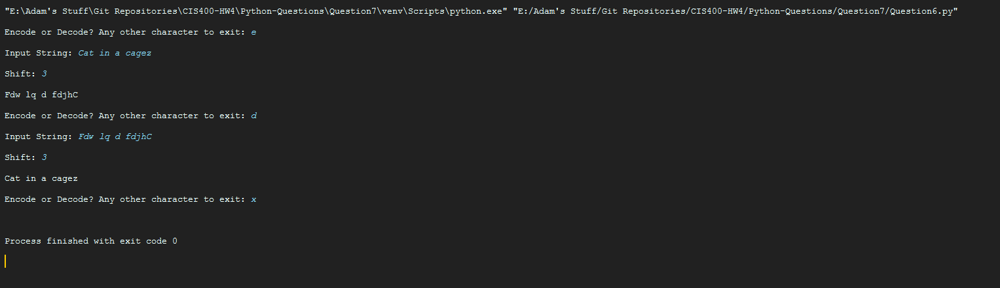 "E:\Adam's Stuff\Git Repositories\CIS400-HW4\Python-Questions\Question7\venv\Scripts\python.exe" "E:/Adam's Stuff/Git Repositories/CIS400-HW4/Python-Questions/Question7/Question6.py"
Encode or Decode? Any other character to exit: e
Input String: Cat in a cagez
Shift: 3
Fdw lq d fdjhC
Encode or Decode? Any other character to exit: d
Input String: Fdw lq d fdjhC
Shift: 3
Cat in a cagez
Encode or Decode? Any other character to exit: x
Process finished with exit code 0